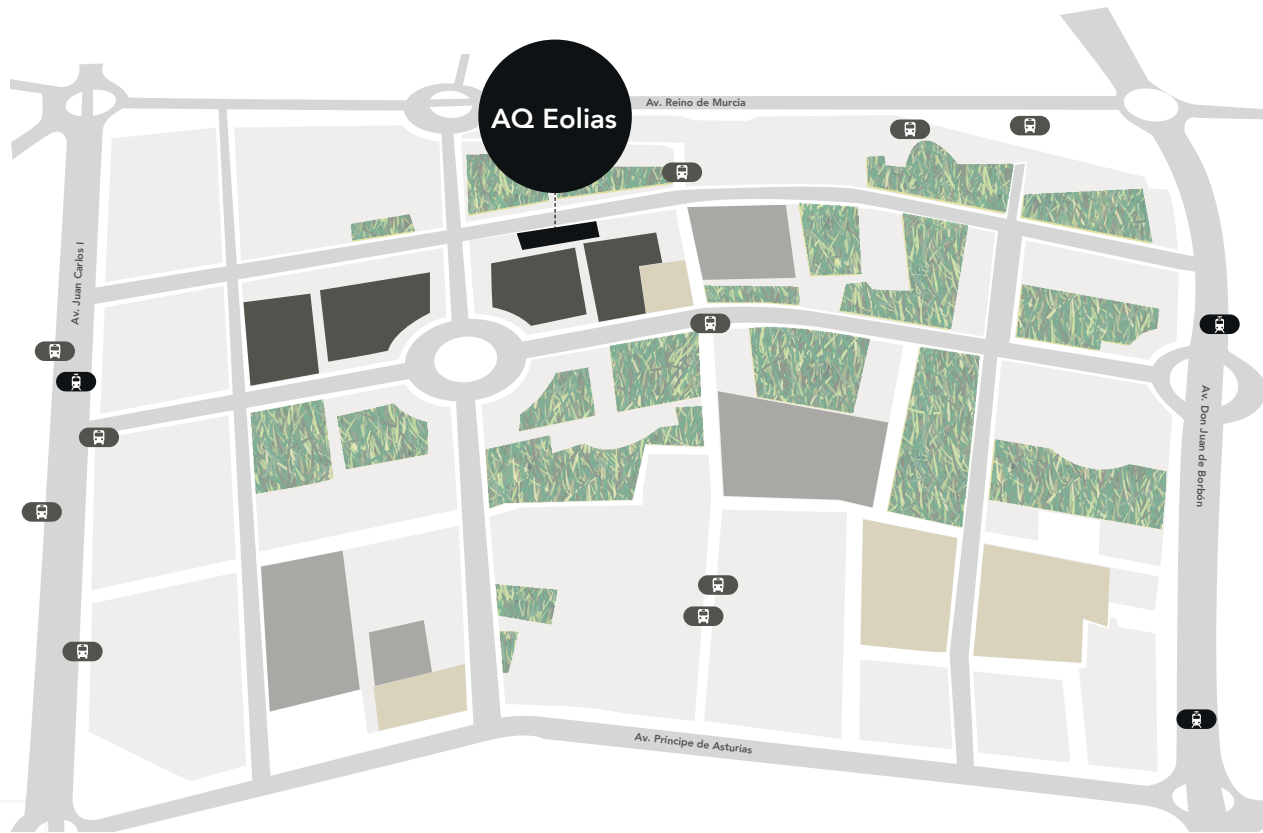 AQ Eolias
Av. Reino de Murcia
Av. Juan Carlos I
Av. Don Juan de Borbón
Av. Príncipe de Asturias